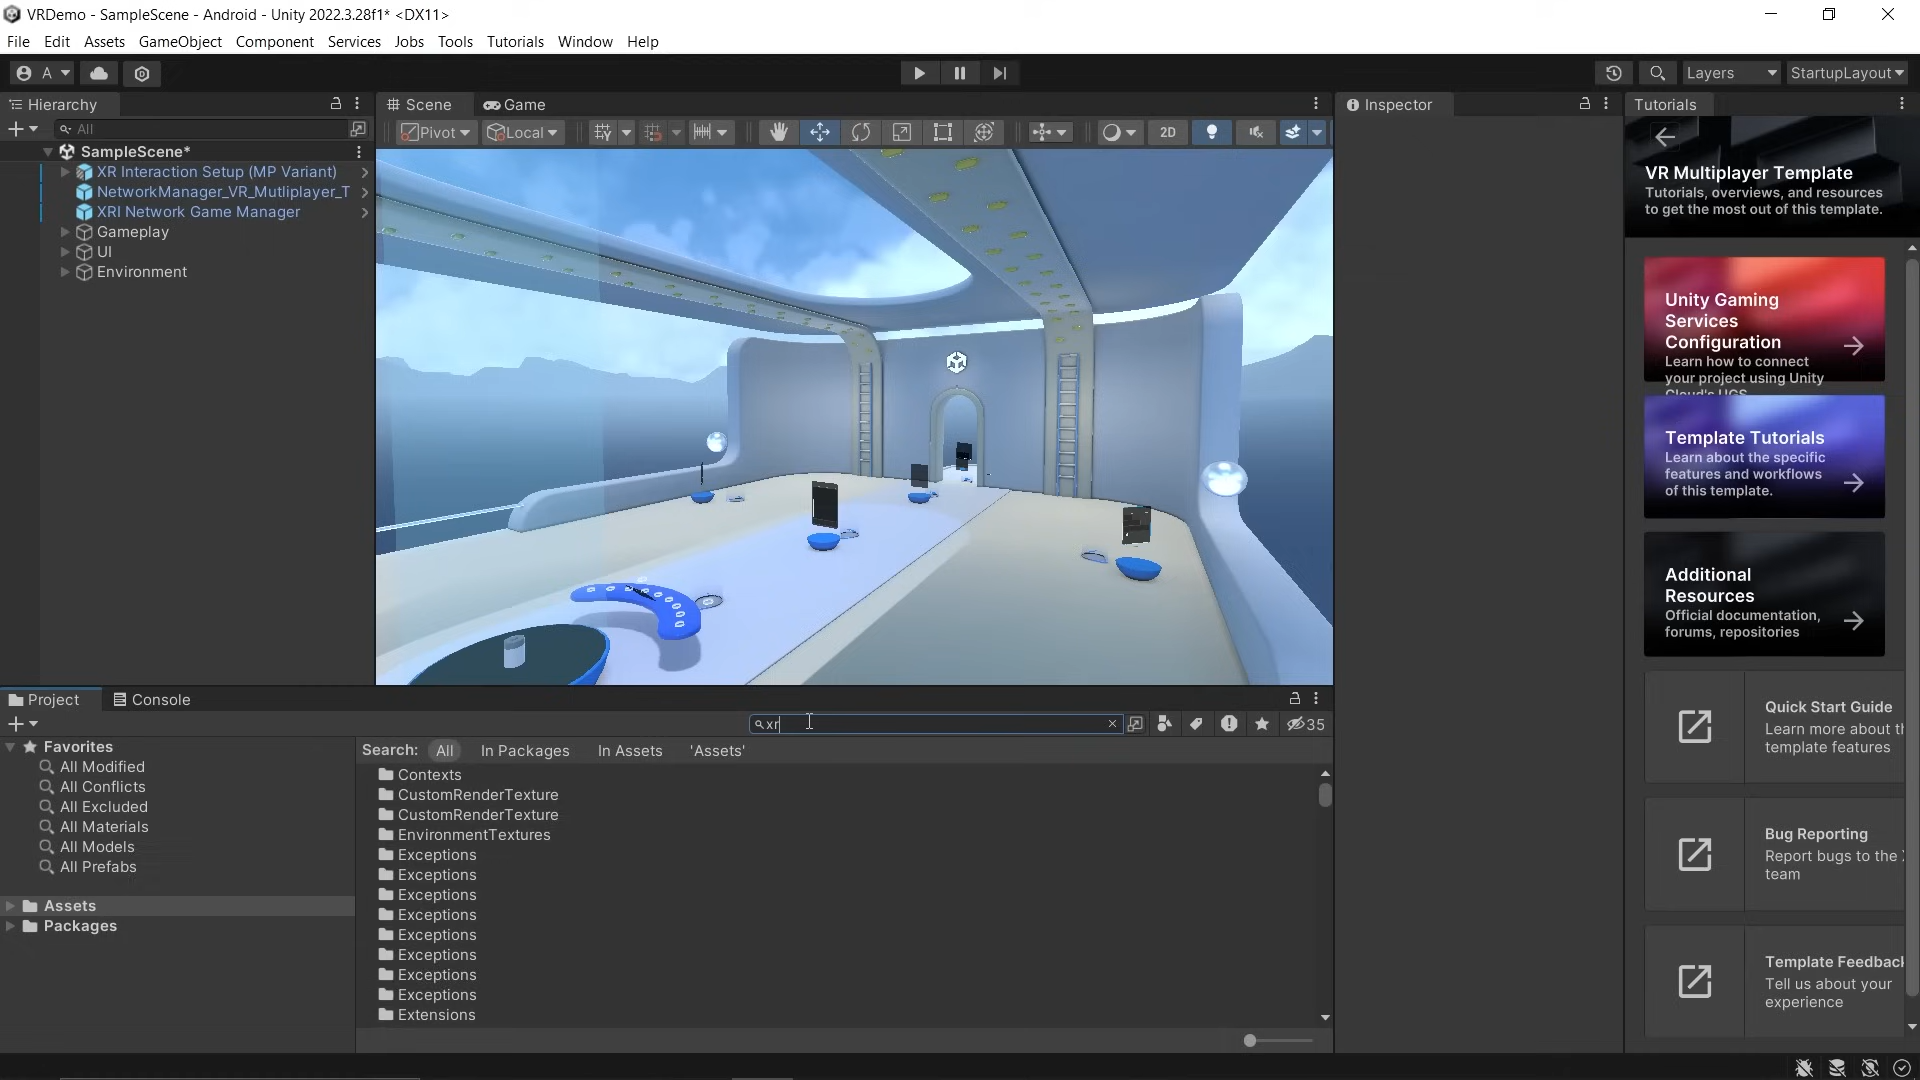 VRDemo - SampleScene - Android - Unity 2022.3.28f1* <DX11>
File Edit Assets GameObject Component Services Jobs Tools Tutorials Window Help
A
Layers
StartupLayout
Hierarchy
All
SampleScene*
XR Interaction Setup (MP Variant)
NetworkManager_VR_Mutliplayer_T
XRI Network Game Manager
Gameplay
UI
Environment
Scene
Game
Pivot
Local
2D
Inspector
Tutorials
VR Multiplayer Template
Tutorials, overviews, and resources
to get the most out of this template.
Unity Gaming
Services
Configuration
Learn how to connect
your project using Unity
Cloud's UGS
Template Tutorials
Learn about the specific
features and workflows
of this template.
Additional
Resources
Official documentation,
forums, repositories
Quick Start Guide
Learn more about th
template features
Bug Reporting
Report bugs to the
team
Template Feedback
Tell us about your
experience
Project
Console
xr
35
Favorites
All Modified
All Conflicts
All Excluded
All Materials
All Models
All Prefabs
Assets
Packages
Search: All In Packages In Assets 'Assets'
Contexts
CustomRenderTexture
CustomRenderTexture
EnvironmentTextures
Exceptions
Exceptions
Exceptions
Exceptions
Exceptions
Exceptions
Exceptions
Exceptions
Extensions